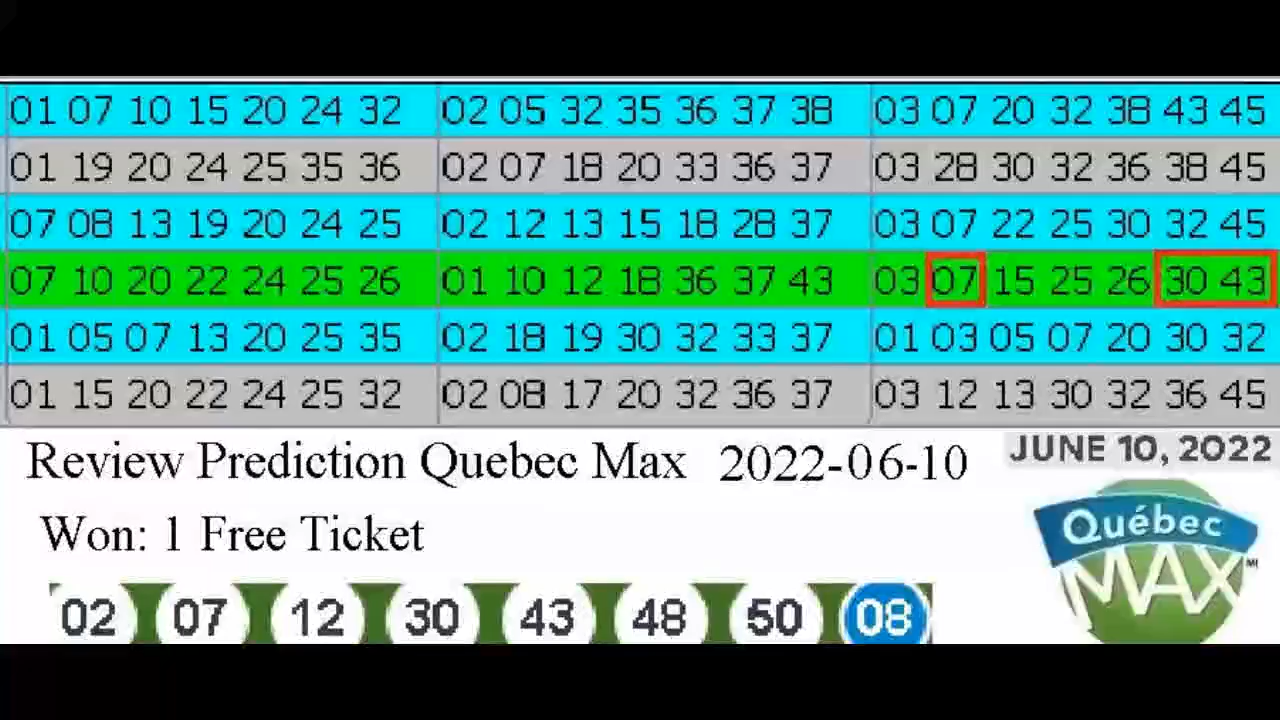 01 07 10 15 20 24 32 02 05 32 35 36 37 38 03 07 20 32 38 43 45
01 19 20 24 25 35 36 02 07 18 20 33 36 37 03 28 30 32 36 38 45
07 08 13 19 20 24 25 02 12 13 15 18 28 37 03 07 22 25 30 32 45
07 10 20 22 24 25 26 01 10 12 18 36 37 43 03 07 15 25 26 30 43
01 05 07 13 20 25 35 02 18 19 30 32 33 37 01 03 05 07 20 30 32
01 15 20 22 24 25 32 02 08 17 20 32 36 37 03 12 13 30 32 36 45
Review Prediction Quebec Max 2022-06-10
JUNE 10, 2022
Won: 1 Free Ticket
Québec
MAX
02 07 12 30 43 48 50 08